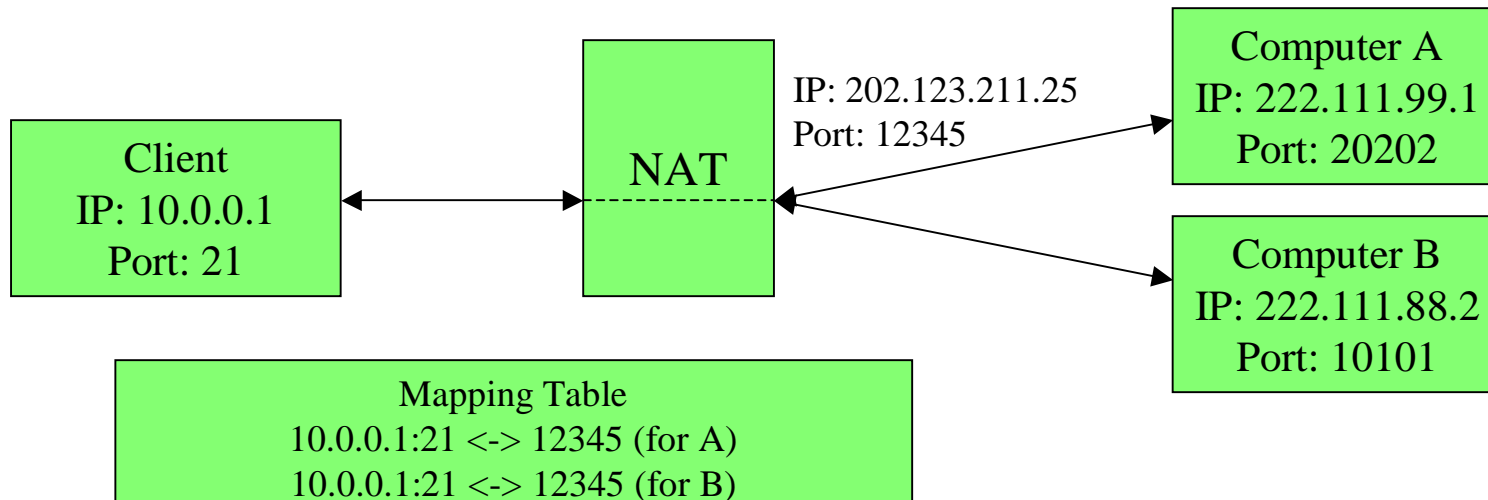 Client
IP: 10.0.0.1
Port: 21
NAT
IP: 202.123.211.25
Port: 12345
Computer A
IP: 222.111.99.1
Port: 20202
Computer B
IP: 222.111.88.2
Port: 10101
Mapping Table
10.0.0.1:21 <-> 12345 (for A)
10.0.0.1:21 <-> 12345 (for B)